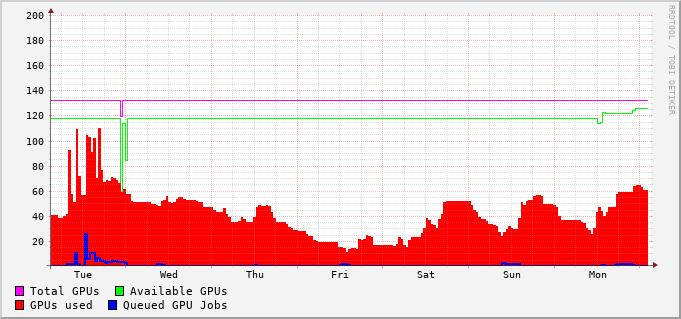 200
180
160
140
120
100
80
60
40
20
Tue Wed Thu Fri Sat Sun Mon
Total GPUs Available GPUs
GPUs used Queued GPU Jobs
RRDTOOL / TOBI OETIKER